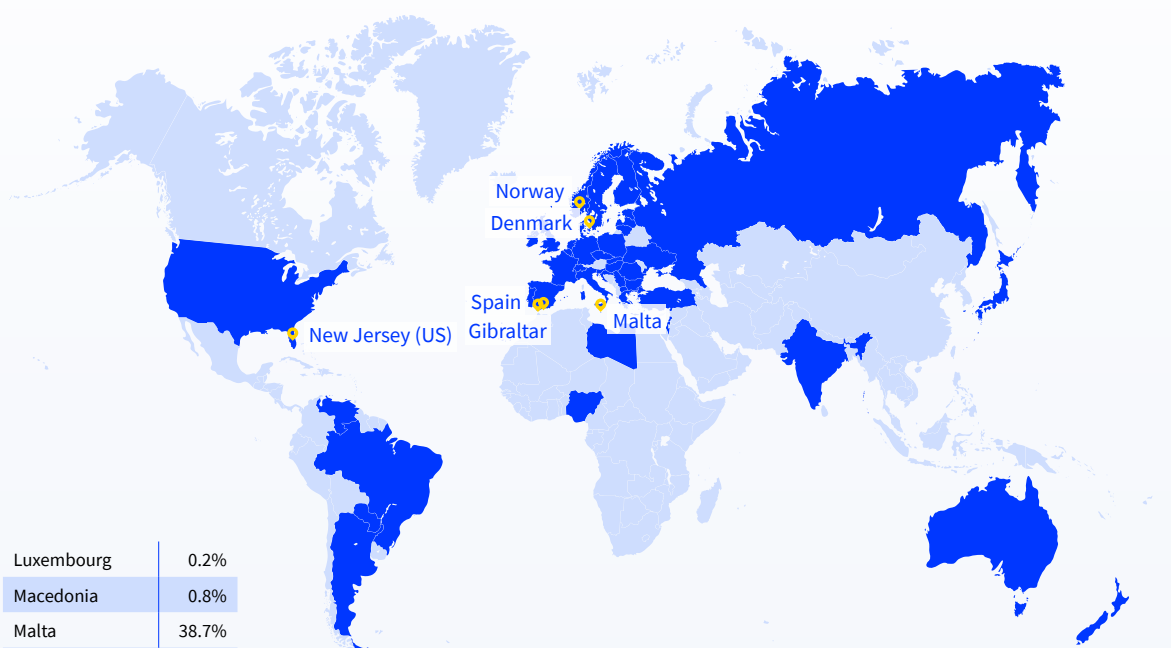 Norway
Denmark
Spain
Gibraltar
Malta
New Jersey (US)
Luxembourg 0.2%
Macedonia 0.8%
Malta 38.7%